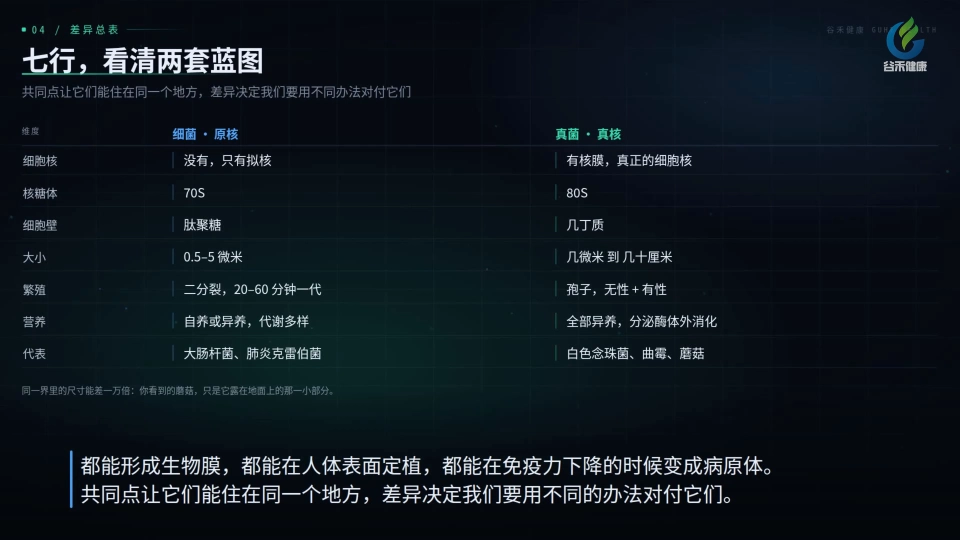 04 / 差异总表
谷禾健康
七行，看清两套蓝图
谷禾健康
共同点让它们能住在同一个地方，差异决定我们要用不同办法对付它们
维度 细菌 · 原核 真菌 · 真核
细胞核 没有，只有拟核 有核膜，真正的细胞核
核糖体 70S 80S
细胞壁 肽聚糖 几丁质
大小 0.5–5 微米 几微米 到 几十厘米
繁殖 二分裂，20–60 分钟一代 孢子，无性 + 有性
营养 自养或异养，代谢多样 全部异养，分泌酶体外消化
代表 大肠杆菌、肺炎克雷伯菌 白色念珠菌、曲霉、蘑菇
同一界里的尺寸能差一万倍：你看到的蘑菇，只是它露在地面上的那一小部分。
都能形成生物膜，都能在人体表面定植，都能在免疫力下降的时候变成病原体。
共同点让它们能住在同一个地方，差异决定我们要用不同的办法对付它们。